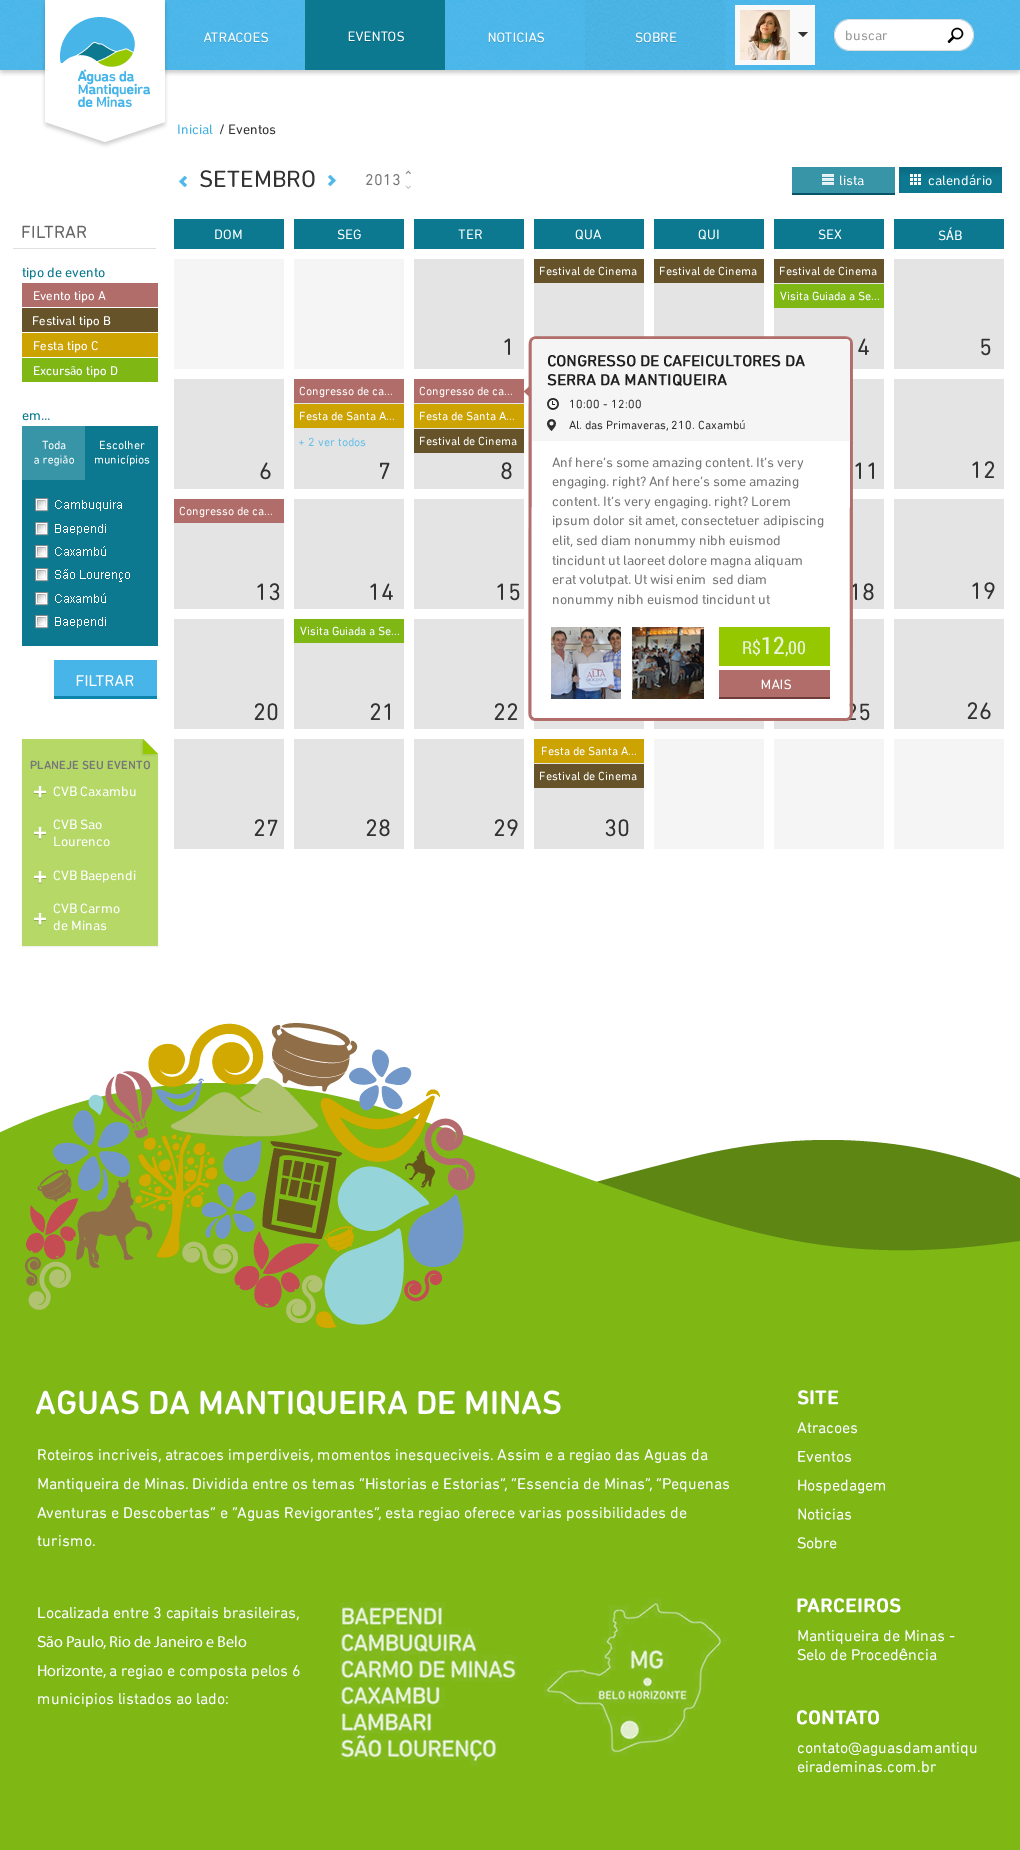 ATRACOES
EVENTOS
NOTICIAS
SOBRE
buscar
Águas da
Mantiqueira
de Minas
Inicial / Eventos
SETEMBRO
2013
lista
calendário
FILTRAR
tipo de evento
Evento tipo A
Festival tipo B
Festa tipo C
Excursão tipo D
em...
Toda
a região
Escolher
municípios
Cambuquira
Baependi
Caxambú
São Lourenço
Caxambú
Baependi
FILTRAR
PLANEJE SEU EVENTO
CVB Caxambu
CVB Sao
Lourenco
CVB Baependi
CVB Carmo
de Minas
DOM SEG TER QUA QUI SEX SÁB
Festival de Cinema
Festival de Cinema
Festival de Cinema
Visita Guiada a Se...
1
4
5
Congresso de ca...
Festa de Santa A...
+ 2 ver todos
Congresso de ca...
Festa de Santa A...
Festival de Cinema
6
7
8
11
12
Congresso de ca...
13
14
15
18
19
Visita Guiada a Se...
20
21
22
25
26
Festa de Santa A...
Festival de Cinema
27
28
29
30
CONGRESSO DE CAFEICULTORES DA
SERRA DA MANTIQUEIRA
10:00 - 12:00
Al. das Primaveras, 210. Caxambú
Anf here's some amazing content. It's very
engaging. right? Anf here's some amazing
content. It's very engaging. right? Lorem
ipsum dolor sit amet, consectetuer adipiscing
elit, sed diam nonummy nibh euismod
tincidunt ut laoreet dolore magna aliquam
erat volutpat. Ut wisi enim sed diam
nonummy nibh euismod tincidunt ut
ALTA
R$12,00
MAIS
AGUAS DA MANTIQUEIRA DE MINAS
Roteiros incriveis, atracoes imperdiveis, momentos inesqueciveis. Assim e a regiao das Aguas da
Mantiqueira de Minas. Dividida entre os temas "Historias e Estorias", "Essencia de Minas", "Pequenas
Aventuras e Descobertas" e "Aguas Revigorantes", esta regiao oferece varias possibilidades de
turismo.
Localizada entre 3 capitais brasileiras,
São Paulo, Rio de Janeiro e Belo
Horizonte, a regiao e composta pelos 6
municipios listados ao lado:
BAEPENDI
CAMBUQUIRA
CARMO DE MINAS
CAXAMBU
LAMBARI
SÃO LOURENÇO
MG
BELO HORIZONTE
SITE
Atracoes
Eventos
Hospedagem
Noticias
Sobre
PARCEIROS
Mantiqueira de Minas -
Selo de Procedência
CONTATO
contato@aguasdamantiqu
eirademinas.com.br